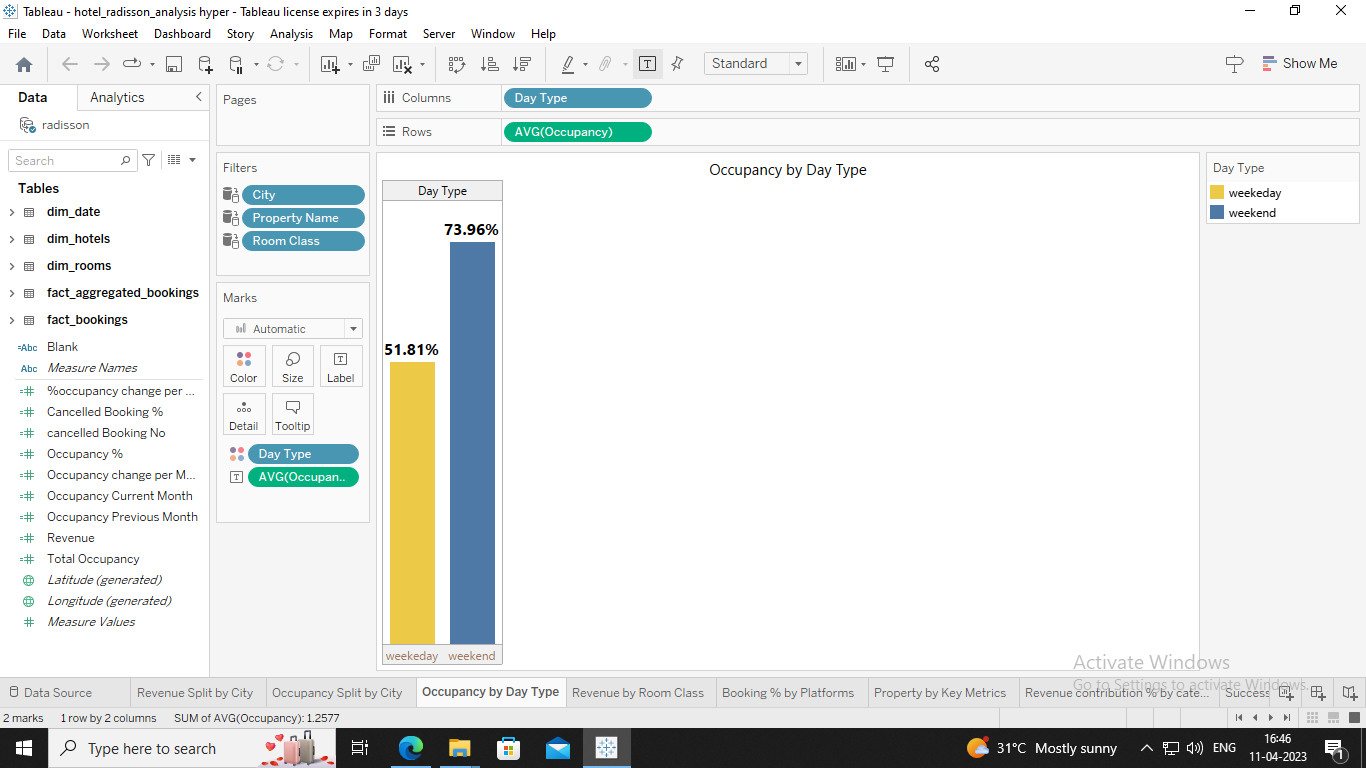 Tableau - hotel_radisson_analysis hyper - Tableau license expires in 3 days
File Data Worksheet Dashboard Story Analysis Map Format Server Window Help
Standard
Show Me
Data Analytics
radisson
Search
Tables
dim_date
dim_hotels
dim_rooms
fact_aggregated_bookings
fact_bookings
=Abc Blank
Abc Measure Names
%occupancy change per ...
Cancelled Booking %
cancelled Booking No
Occupancy %
Occupancy change per M...
Occupancy Current Month
Occupancy Previous Month
Revenue
Total Occupancy
Latitude (generated)
Longitude (generated)
Measure Values
Pages
Filters
City
Property Name
Room Class
Marks
Automatic
Color Size Label
Detail Tooltip
Day Type
AVG(Occupan..
Columns Day Type
Rows AVG(Occupancy)
Occupancy by Day Type
Day Type
73.96%
51.81%
weekeday weekend
Day Type
weekeday
weekend
Activate Windows
Go to Settings to activate Windows.
Data Source Revenue Split by City Occupancy Split by City Occupancy by Day Type Revenue by Room Class Booking % by Platforms Property by Key Metrics Revenue contribution % by cate... Success
2 marks 1 row by 2 columns SUM of AVG(Occupancy): 1.2577
Type here to search
31°C Mostly sunny
ENG
16:46
11-04-2023
1